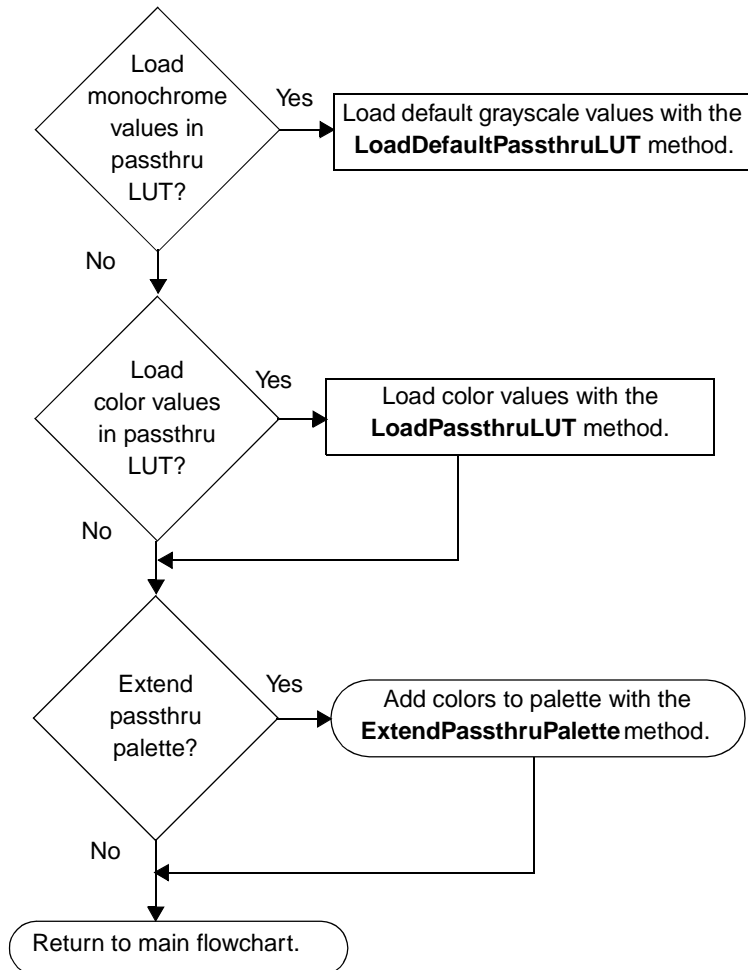 Load
monochrome
values in
passthru
LUT?
Yes
Load default grayscale values with the
LoadDefaultPassthruLUT method.
No
Load
color values
in passthru
LUT?
Yes
Load color values with the
LoadPassthruLUT method.
No
Extend
passthru
palette?
Yes
Add colors to palette with the
ExtendPassthruPalette method.
No
Return to main flowchart.